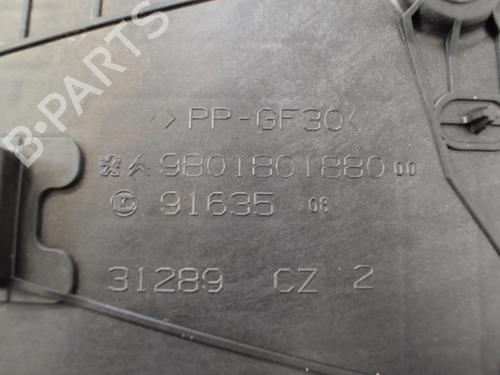 >PP-GF30<
9801801880 00
91635 08
31289 CZ 2
B-PARTS